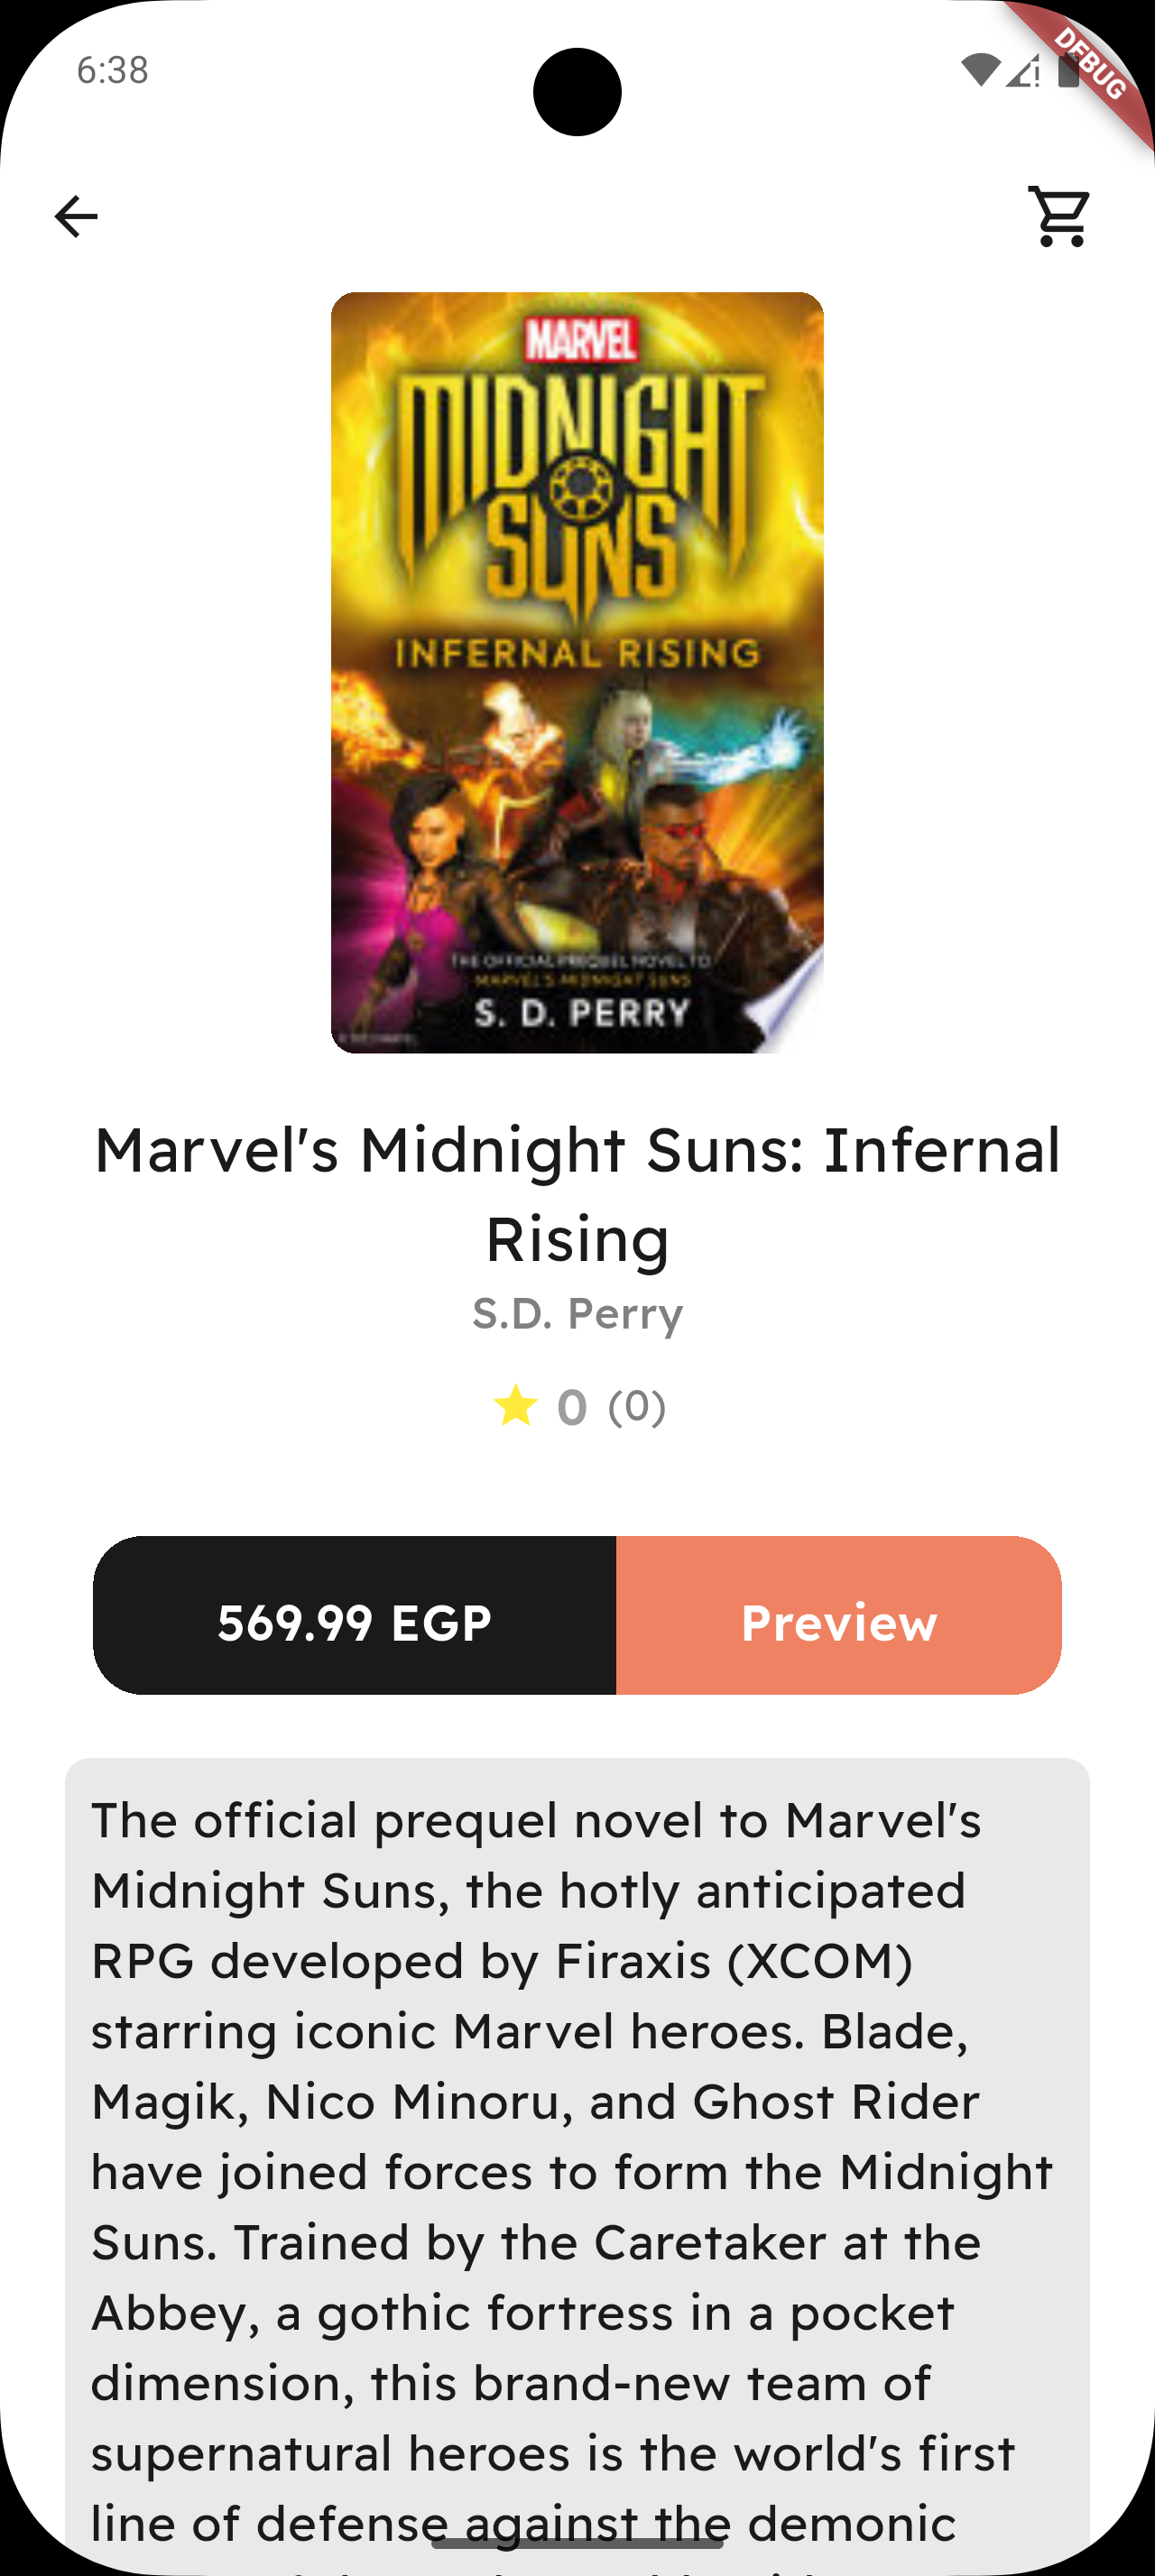 6:38
DEBUG
MARVEL
MIDNIGHT
SUNS
INFERNAL RISING
THE OFFICIAL PREQUEL NOVEL TO
MARVEL'S MIDNIGHT SUNS
S. D. PERRY
Marvel's Midnight Suns: Infernal
Rising
S.D. Perry
0 (0)
569.99 EGP
Preview
The official prequel novel to Marvel's
Midnight Suns, the hotly anticipated
RPG developed by Firaxis (XCOM)
starring iconic Marvel heroes. Blade,
Magik, Nico Minoru, and Ghost Rider
have joined forces to form the Midnight
Suns. Trained by the Caretaker at the
Abbey, a gothic fortress in a pocket
dimension, this brand-new team of
supernatural heroes is the world's first
line of defense against the demonic